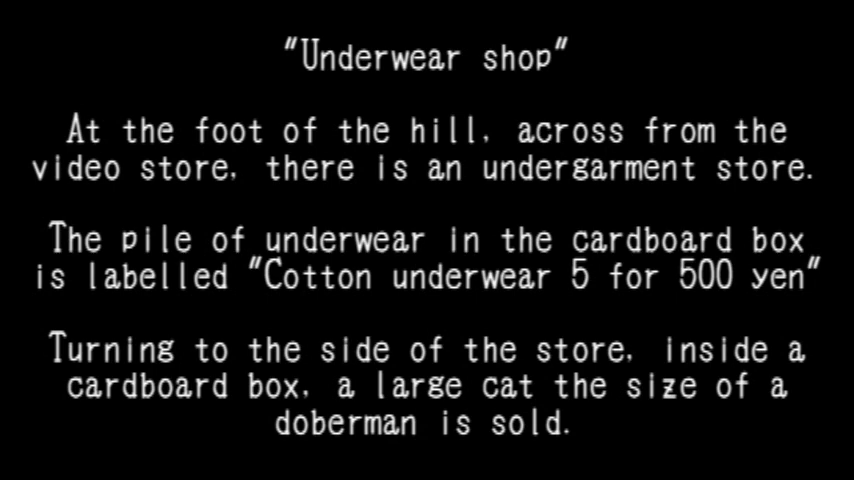 "Underwear shop"
At the foot of the hill, across from the
video store, there is an undergarment store.
The pile of underwear in the cardboard box
is labelled "Cotton underwear 5 for 500 yen"
Turning to the side of the store, inside a
cardboard box, a large cat the size of a
doberman is sold.